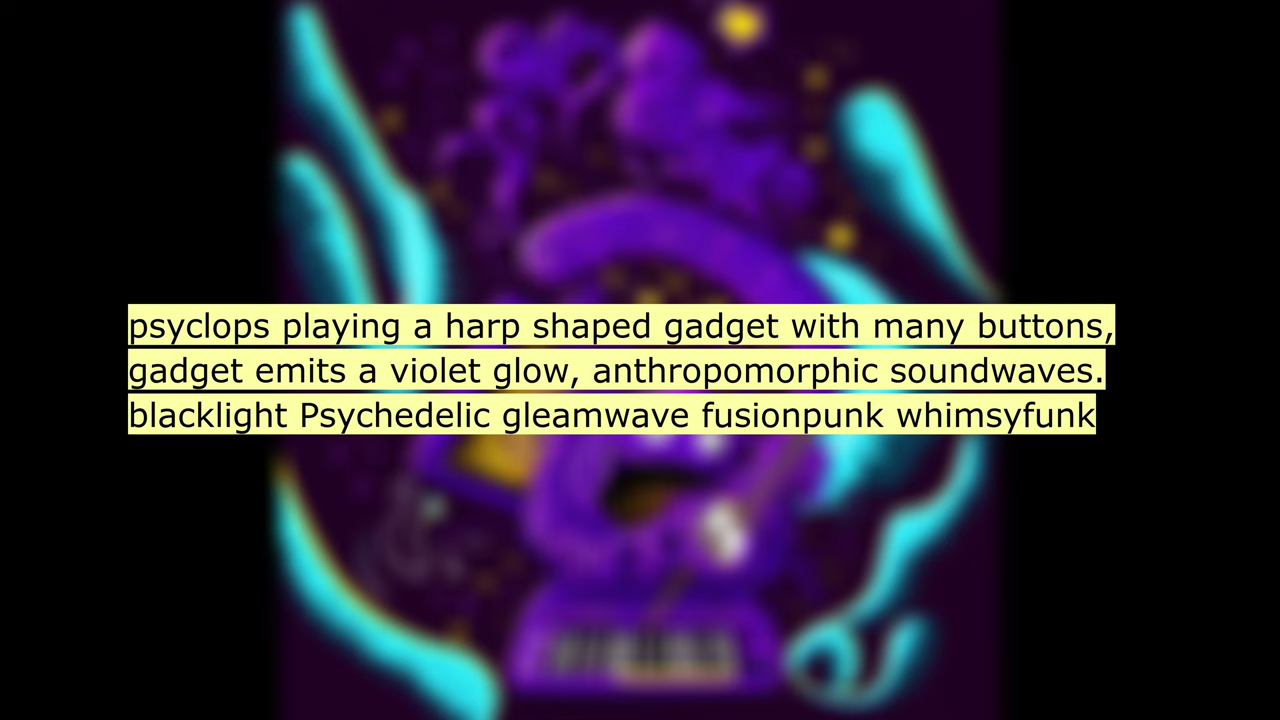 psyclops playing a harp shaped gadget with many buttons,
gadget emits a violet glow, anthropomorphic soundwaves.
blacklight Psychedelic gleamwave fusionpunk whimsyfunk